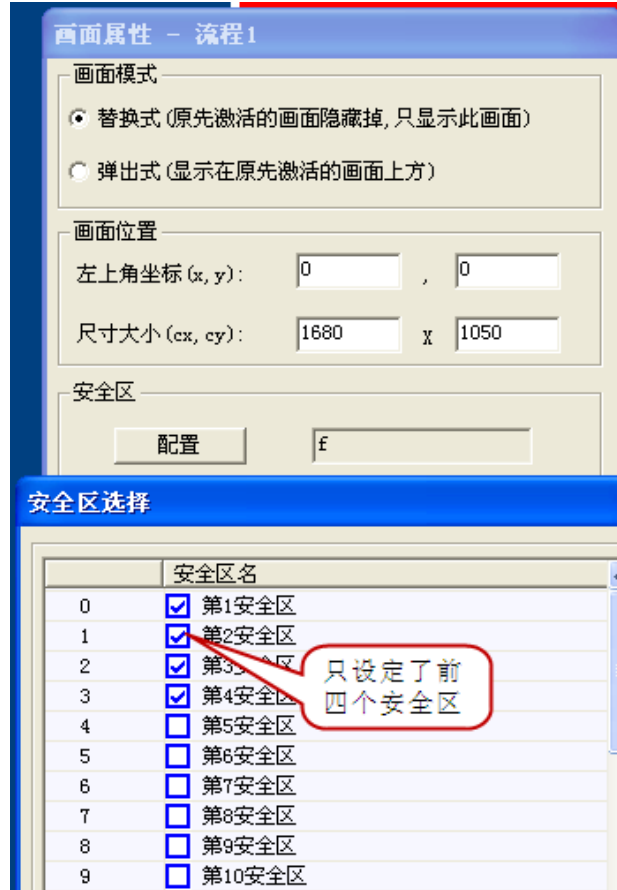 画面属性 - 流程1
画面模式
替换式(原先激活的画面隐藏掉,只显示此画面)
弹出式(显示在原先激活的画面上方)
画面位置
左上角坐标(x,y): 0 , 0
尺寸大小(cx,cy): 1680 X 1050
安全区
配置 f
安全区选择
安全区名
0 第1安全区
1 第2安全区
2 第3安全区
3 第4安全区
只设定了前
四个安全区
4 第5安全区
5 第6安全区
6 第7安全区
7 第8安全区
8 第9安全区
9 第10安全区